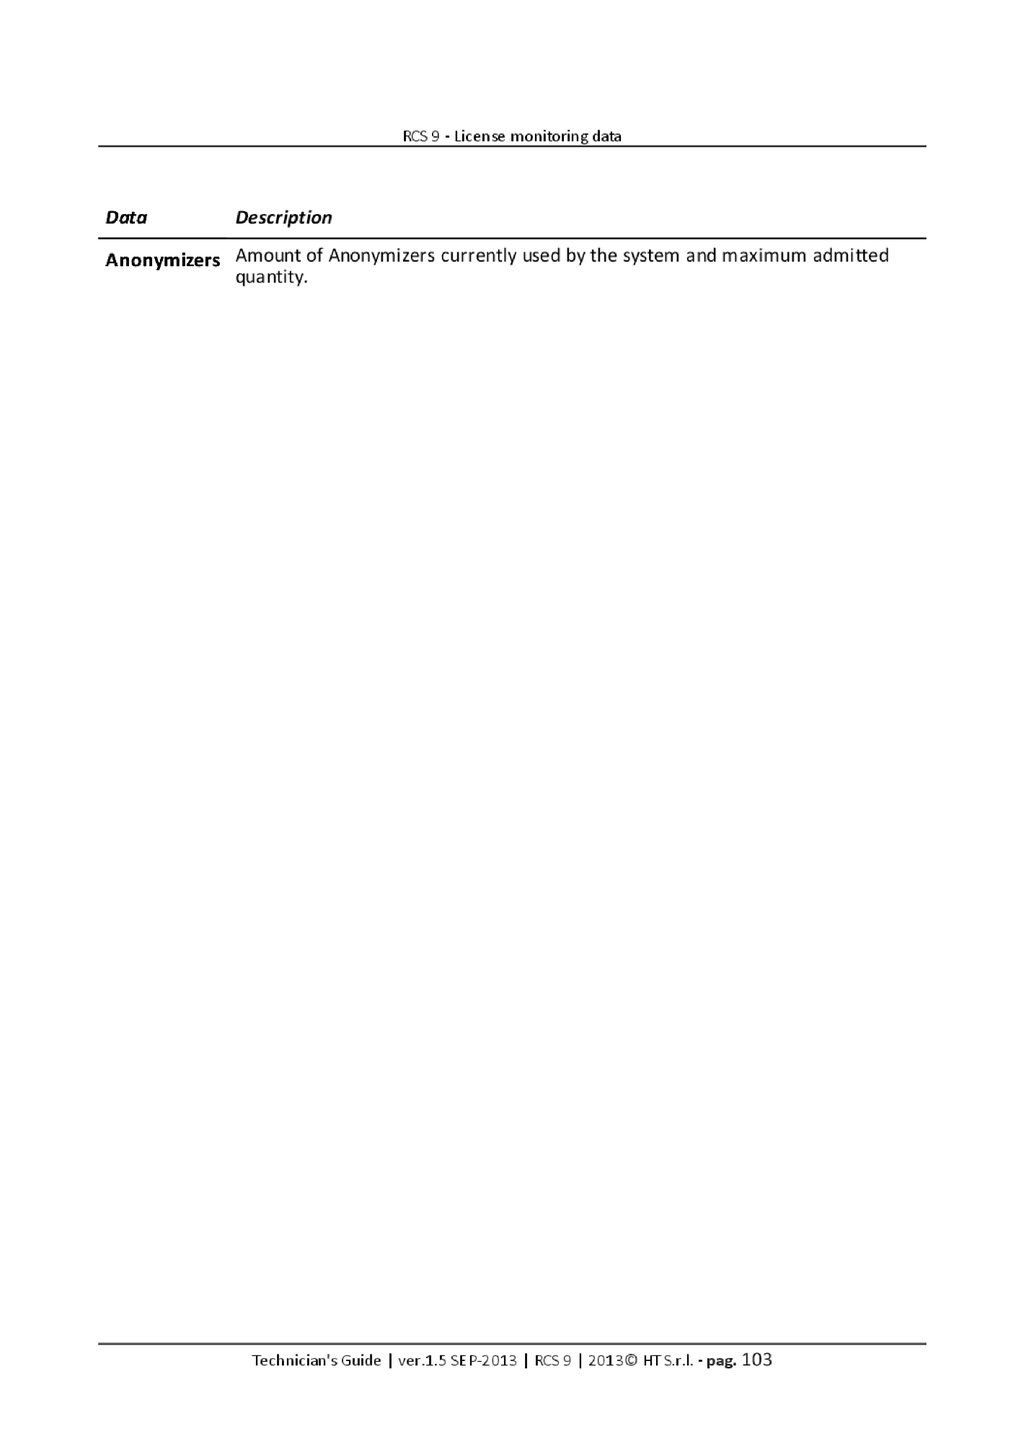 RCS 9 - License monitoring data
Data Description
Anonymizers Amount of Anonymizers currently used by the system and maximum admitted
quantity.
Technician's Guide | ver.1.5 SEP-2013 | RCS 9 | 2013© HT S.r.l. - pag. 103